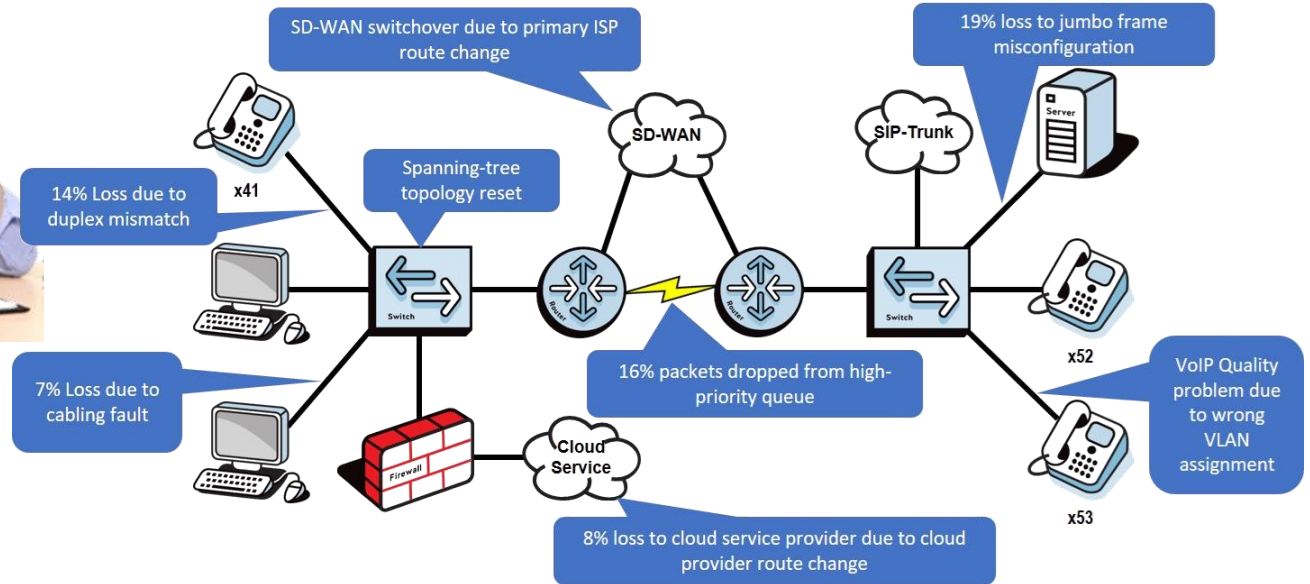 SD-WAN switchover due to primary ISP
route change
19% loss to jumbo frame
misconfiguration
SD-WAN
SIP-Trunk
Server
x41
14% Loss due to
duplex mismatch
Spanning-tree
topology reset
Switch
Router
Router
Switch
x52
7% Loss due to
cabling fault
16% packets dropped from high-
priority queue
VoIP Quality
problem due
to wrong
VLAN
assignment
Firewall
Cloud
Service
x53
8% loss to cloud service provider due to cloud
provider route change